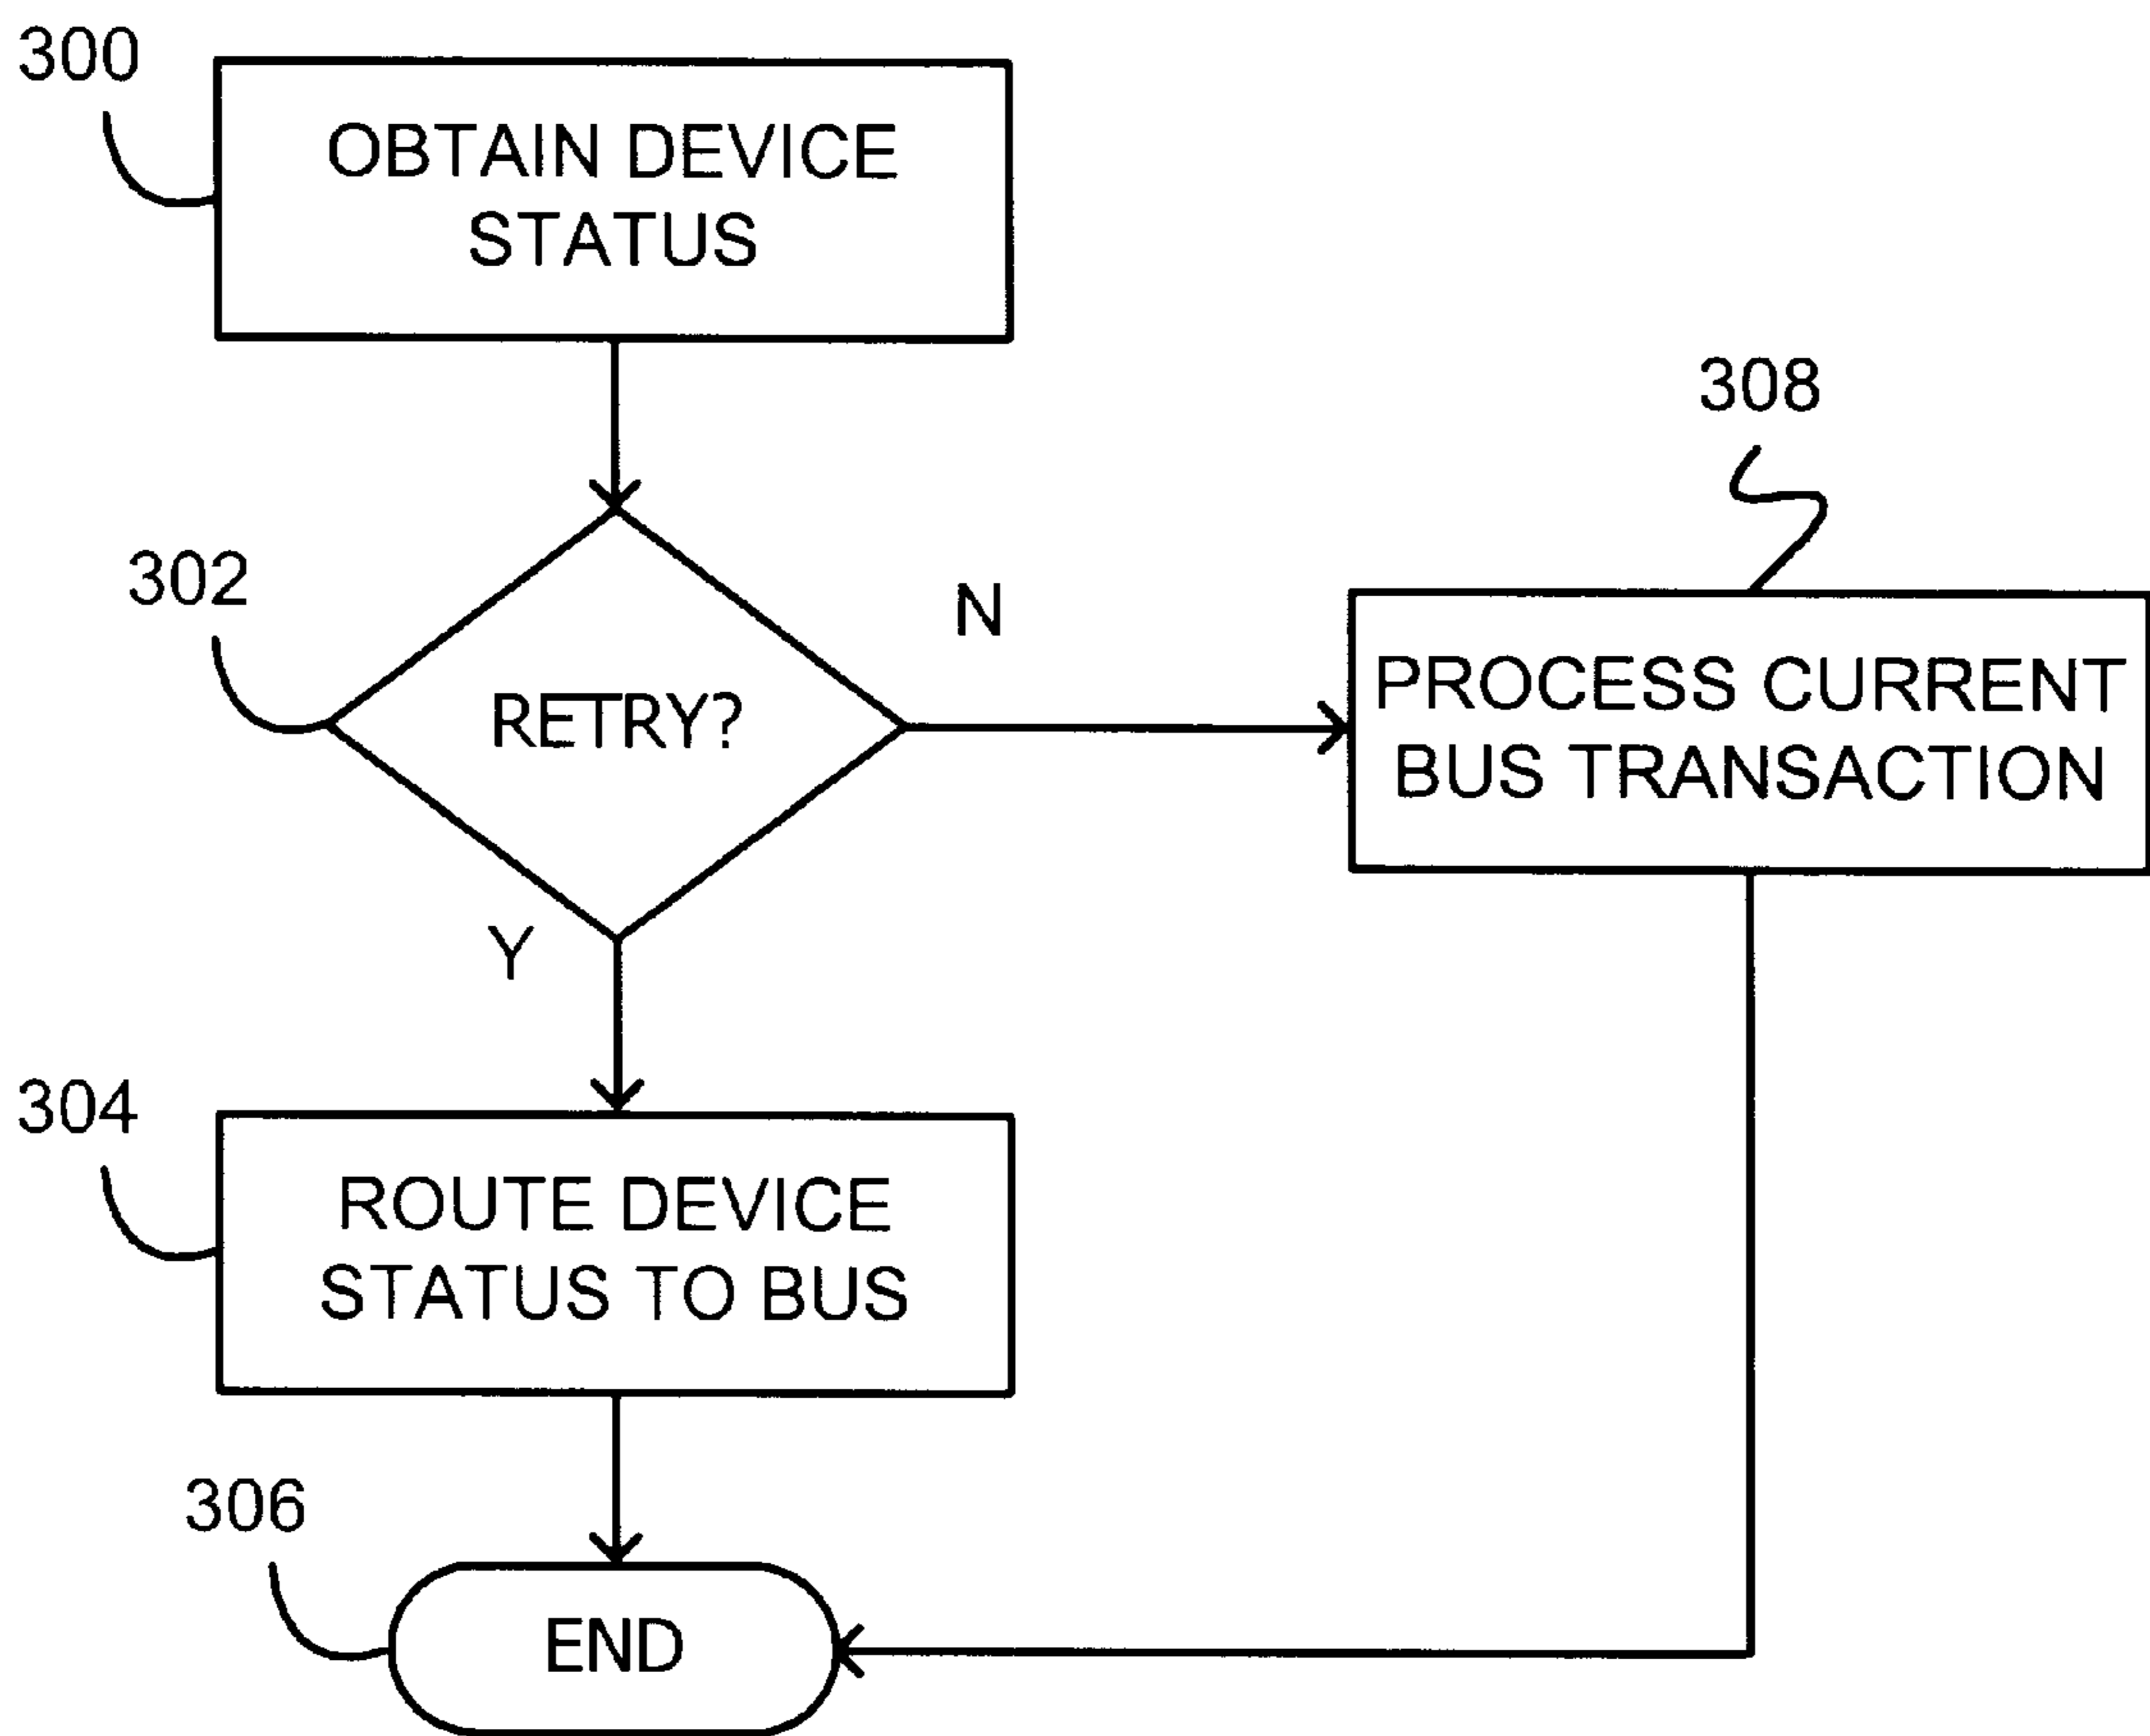 300
OBTAIN DEVICE
STATUS
308
302
N
RETRY?
PROCESS CURRENT
BUS TRANSACTION
Y
304
ROUTE DEVICE
STATUS TO BUS
306
END